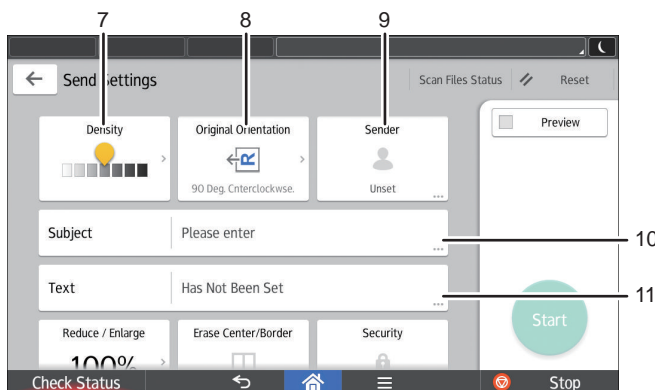 7 8 9
Send Settings
Scan Files Status Reset
Density Original Orientation Sender Preview
R
90 Deg. Cnterclockwse. Unset
Subject Please enter
10
Text Has Not Been Set
11
Start
Reduce / Enlarge Erase Center/Border Security
100%
Check Status Stop